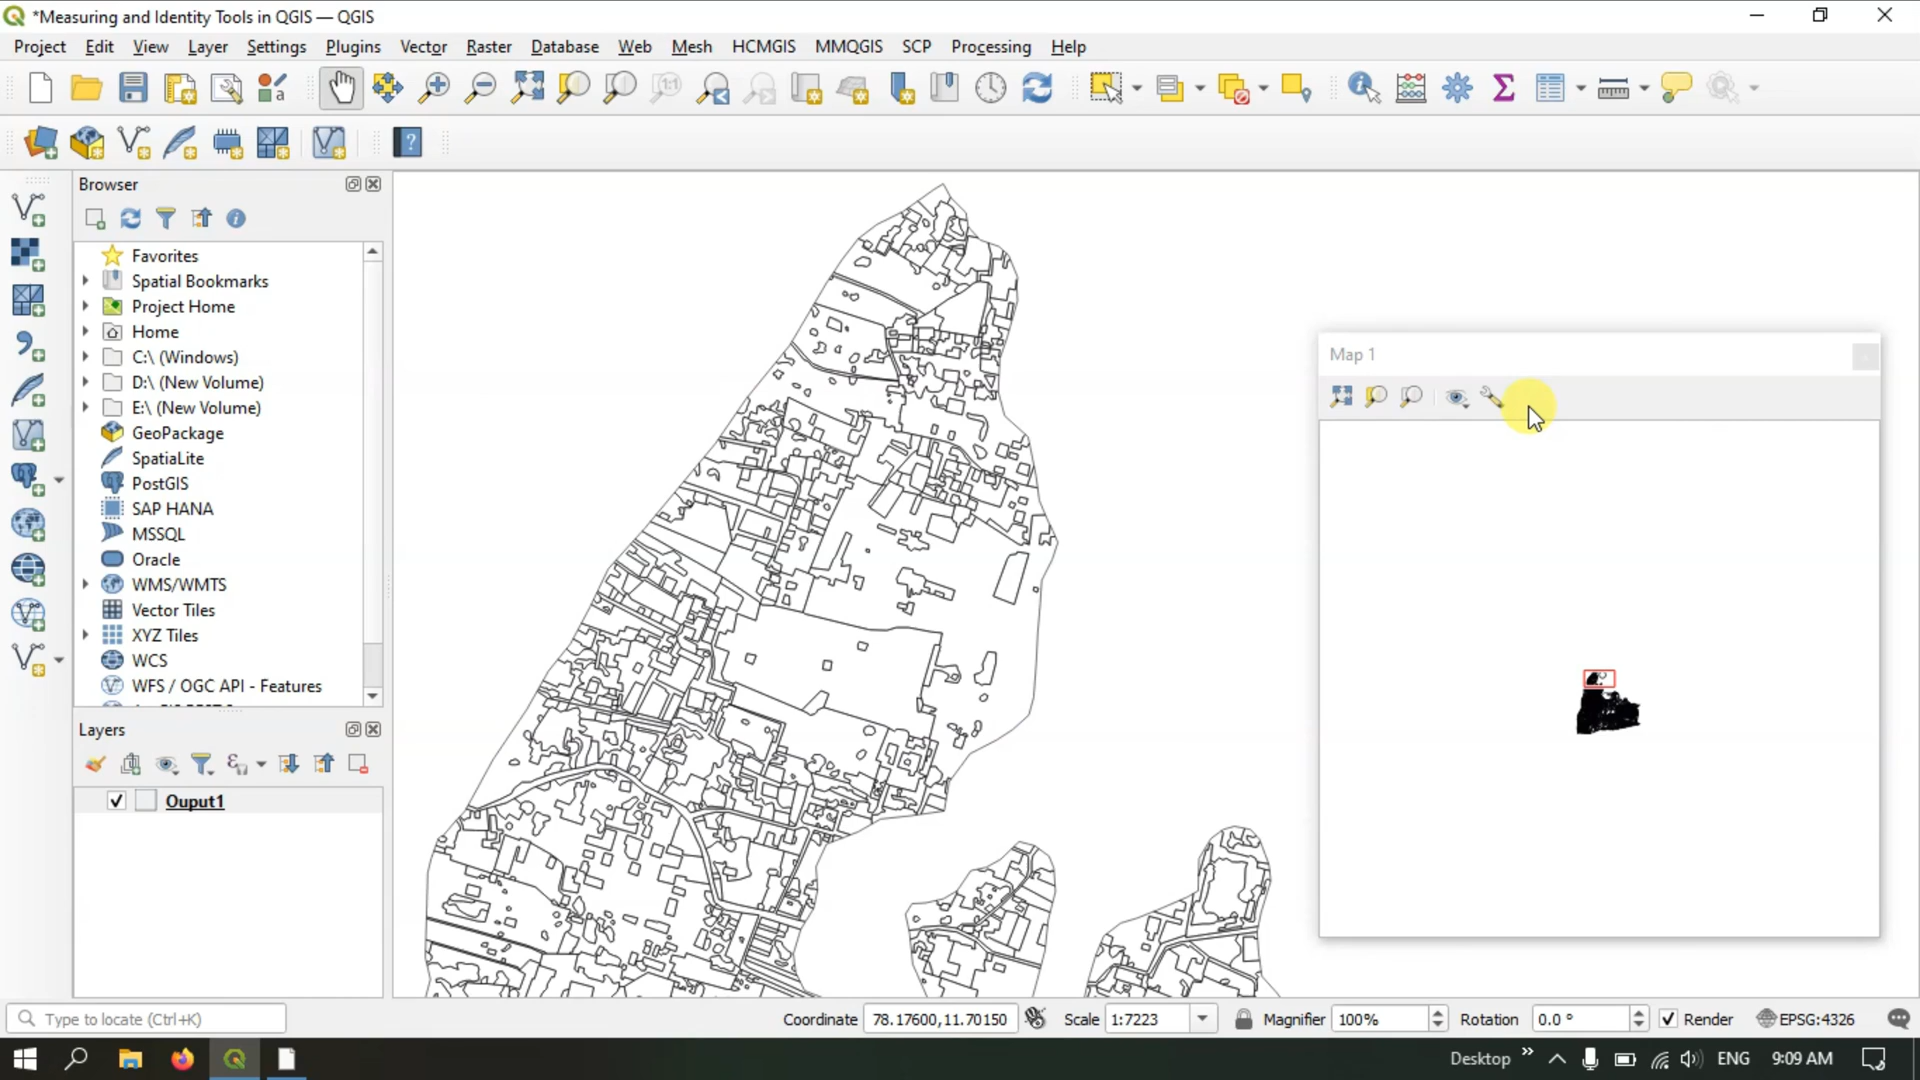 *Measuring and Identity Tools in QGIS — QGIS
Project Edit View Layer Settings Plugins Vector Raster Database Web Mesh HCMGIS MMQGIS SCP Processing Help
Browser
Favorites
Spatial Bookmarks
Project Home
Home
C:\ (Windows)
D:\ (New Volume)
E:\ (New Volume)
GeoPackage
SpatiaLite
PostGIS
SAP HANA
MSSQL
Oracle
WMS/WMTS
Vector Tiles
XYZ Tiles
WCS
WFS / OGC API - Features
Layers
Ouput1
Map 1
Type to locate (Ctrl+K)
Coordinate 78.17600,11.70150 Scale 1:7223 Magnifier 100% Rotation 0.0 ° Render EPSG:4326
Desktop ENG 9:09 AM